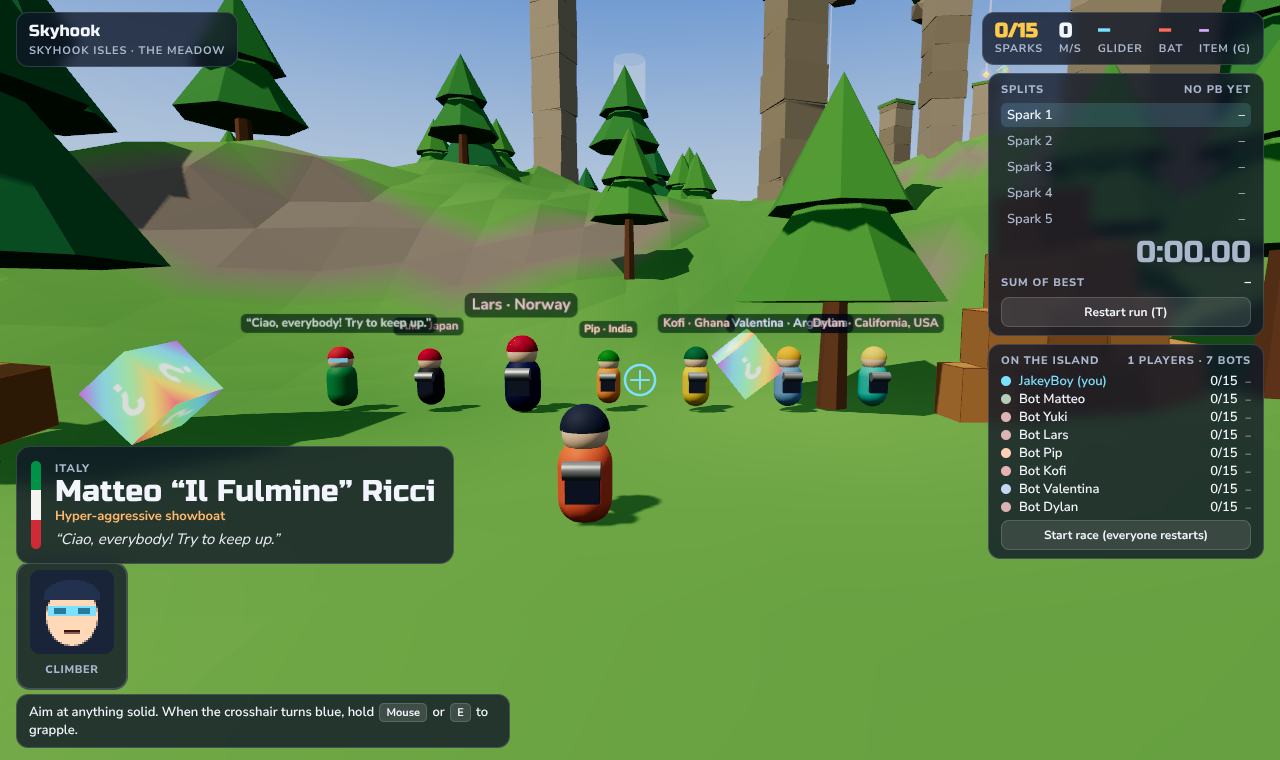 Skyhook
SKYHOOK ISLES · THE MEADOW
0/15
SPARKS
0
M/S
–
GLIDER
–
BAT
–
ITEM (G)
SPLITS
NO PB YET
Spark 1 –
Spark 2 –
Spark 3 –
Spark 4 –
Spark 5 –
0:00.00
SUM OF BEST –
Restart run (T)
ON THE ISLAND
1 PLAYERS · 7 BOTS
JakeyBoy (you) 0/15 –
Bot Matteo 0/15 –
Bot Yuki 0/15 –
Bot Lars 0/15 –
Bot Pip 0/15 –
Bot Kofi 0/15 –
Bot Valentina 0/15 –
Bot Dylan 0/15 –
Start race (everyone restarts)
Lars · Norway
“Ciao, everybody! Try to keep up.”
Japan
Pip · India
Kofi · Ghana
Valentina ·
Dylan · California, USA
?
?
?
ITALY
Matteo “Il Fulmine” Ricci
Hyper-aggressive showboat
“Ciao, everybody! Try to keep up.”
CLIMBER
Aim at anything solid. When the crosshair turns blue, hold Mouse or E to
grapple.